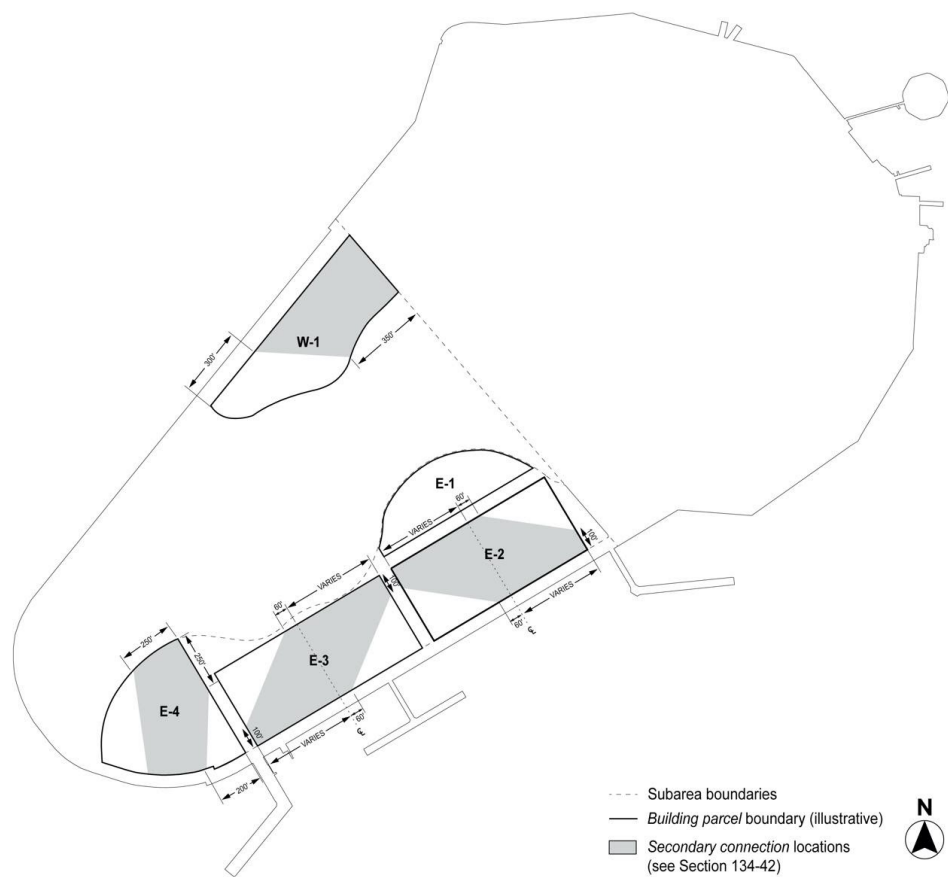 W-1
300'
350'
E-1
60'
VARIES
100'
E-2
100'
VARIES
60'
60'
VARIES
℄
E-3
250'
250'
E-4
100'
60'
VARIES
℄
200'
Subarea boundaries
Building parcel boundary (illustrative)
Secondary connection locations
(see Section 134-42)
N